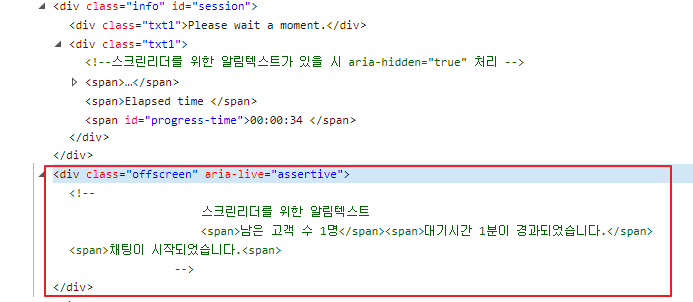 <div class="info" id="session">
<div class="txt1">Please wait a moment.</div>
<div class="txt1">
<!--스크린리더를 위한 알림텍스트가 있을 시 aria-hidden="true" 처리 -->
<span>…</span>
<span>Elapsed time </span>
<span id="progress-time">00:00:34 </span>
</div>
</div>
<div class="offscreen" aria-live="assertive">
<!--
스크린리더를 위한 알림텍스트
<span>남은 고객 수 1명</span><span>대기시간 1분이 경과되었습니다.</span>
<span>채팅이 시작되었습니다.<span>
-->
</div>